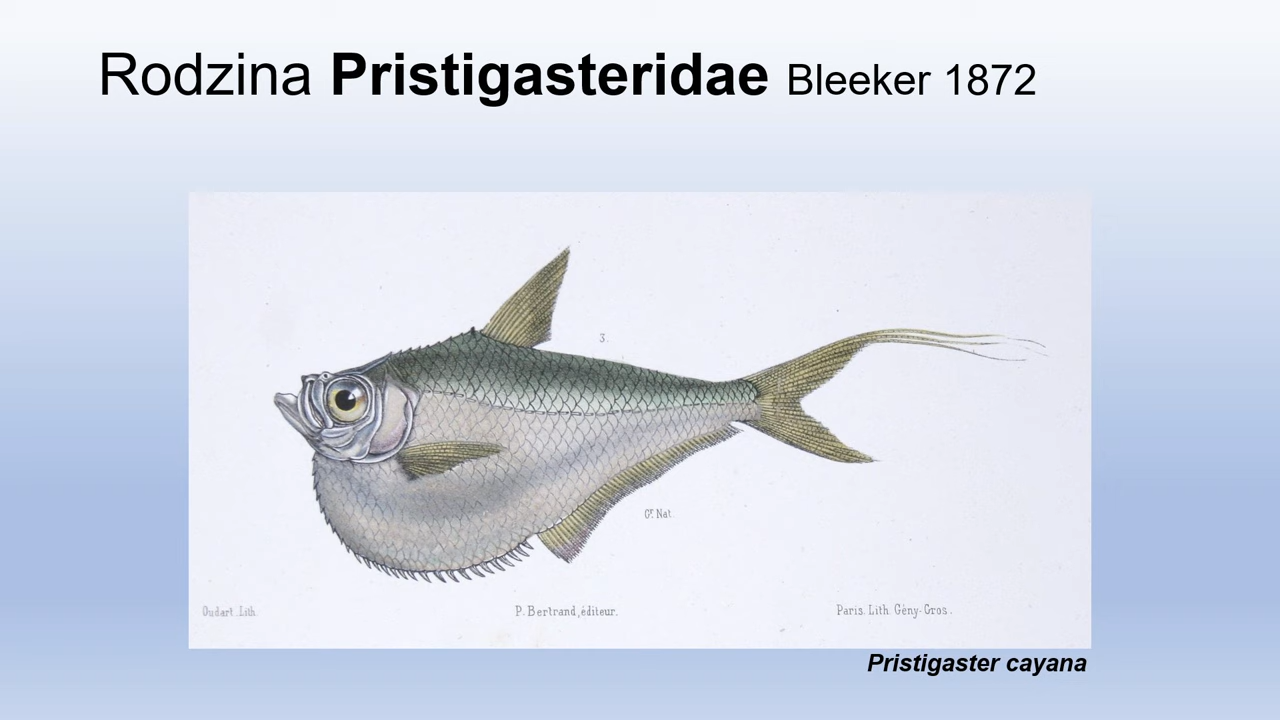 Rodzina Pristigasteridae Bleeker 1872
3.
Gr. Nat.
Oudart Lith.
P. Bertrand, éditeur.
Paris. Lith. Gény-Gros.
Pristigaster cayana